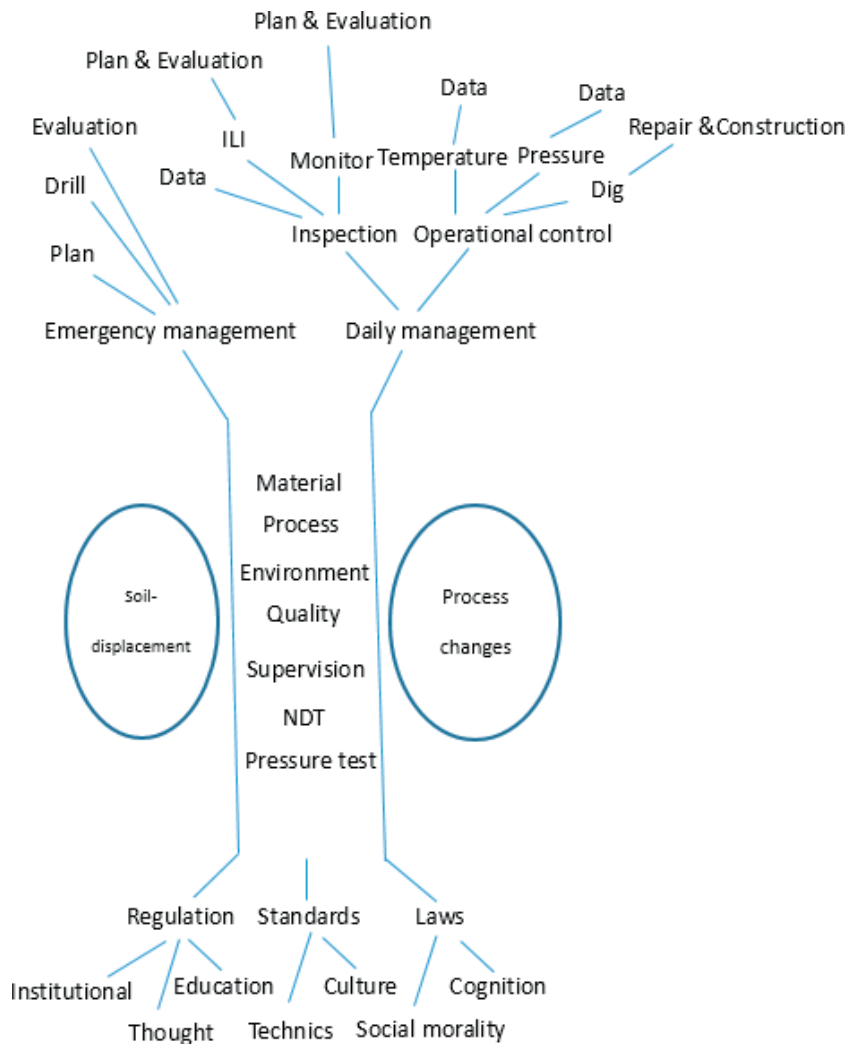 Plan & Evaluation
Plan & Evaluation
Data
Data
Evaluation
Repair &Construction
ILI
Monitor
Temperature
Pressure
Drill
Data
Dig
Inspection
Operational control
Plan
Emergency management
Daily management
Material
Process
Environment
Quality
Supervision
NDT
Pressure test
Soil-
displacement
Process
changes
Regulation
Standards
Laws
Institutional
Education
Culture
Cognition
Thought
Technics
Social morality